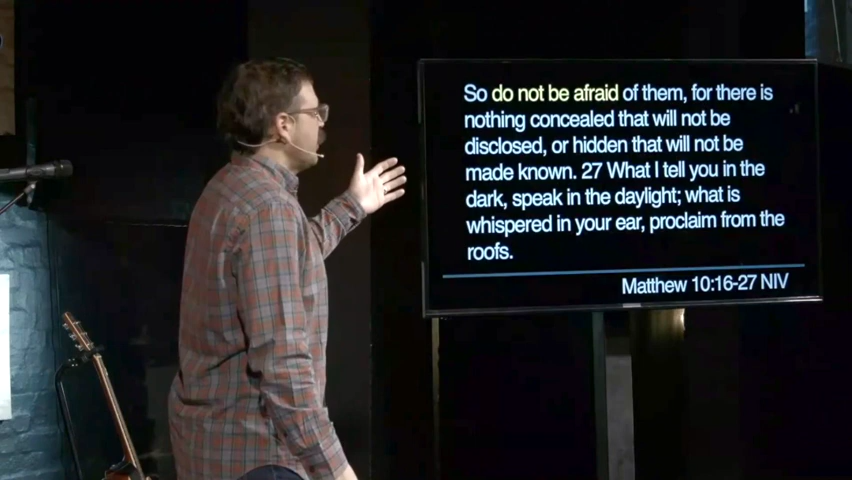 So do not be afraid of them, for there is
nothing concealed that will not be
disclosed, or hidden that will not be
made known. 27 What I tell you in the
dark, speak in the daylight; what is
whispered in your ear, proclaim from the
roofs.
Matthew 10:16-27 NIV